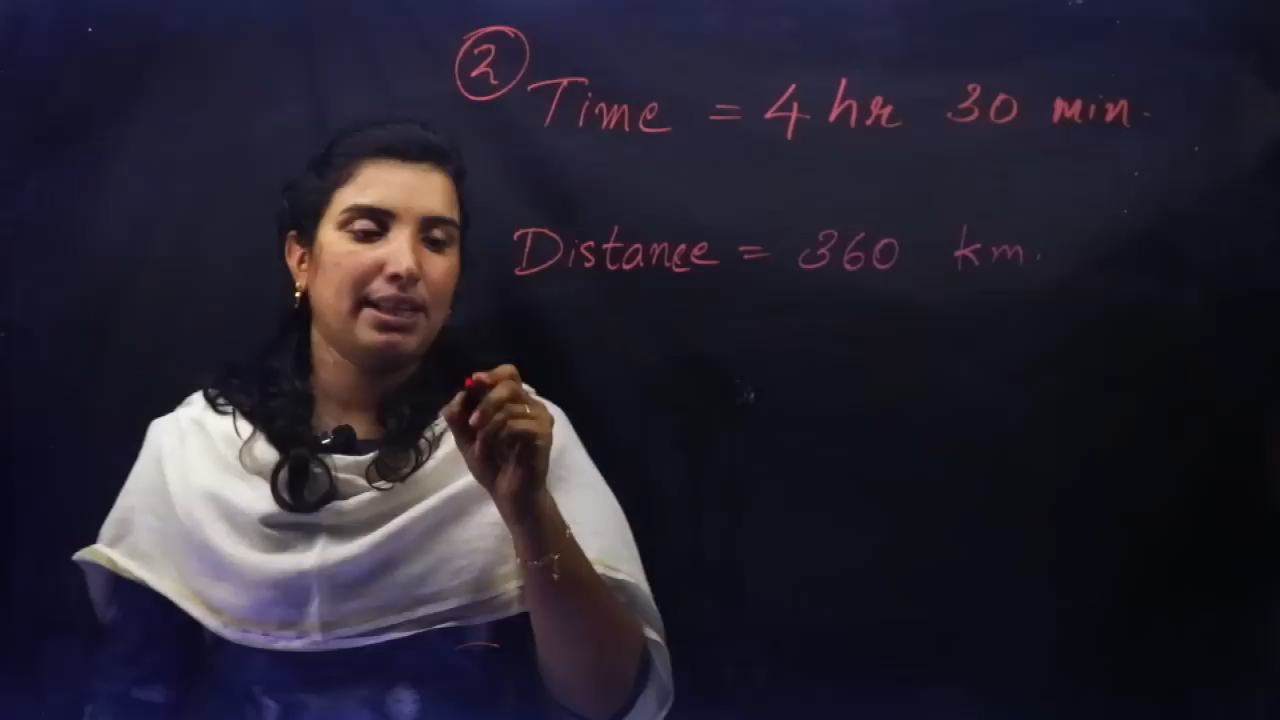 ② Time = 4 hr 30 min.
Distance = 360 km.